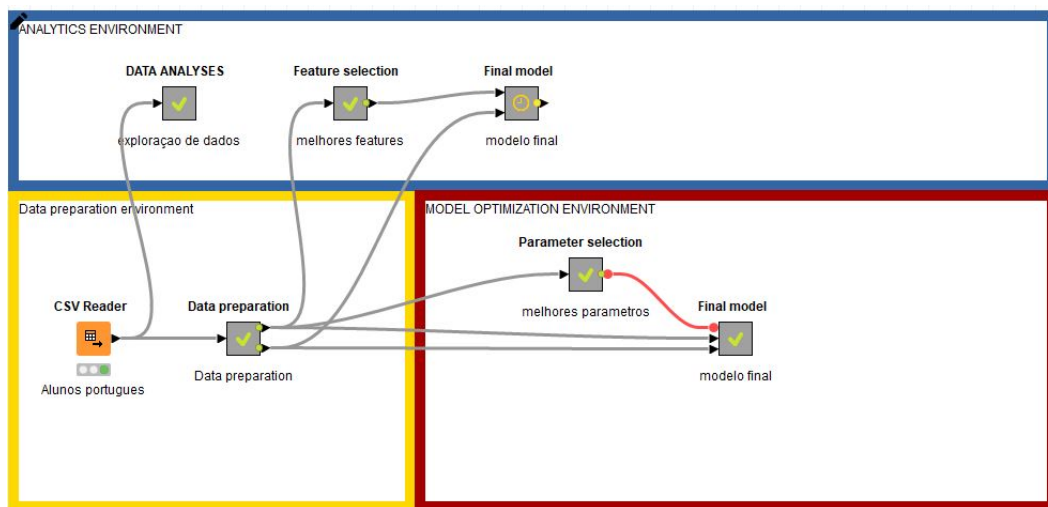 ANALYTICS ENVIRONMENT
DATA ANALYSES
Feature selection
Final model
exploraçao de dados
melhores features
modelo final
Data preparation environment
MODEL OPTIMIZATION ENVIRONMENT
Parameter selection
melhores parametros
CSV Reader
Data preparation
Final model
Alunos portugues
Data preparation
modelo final